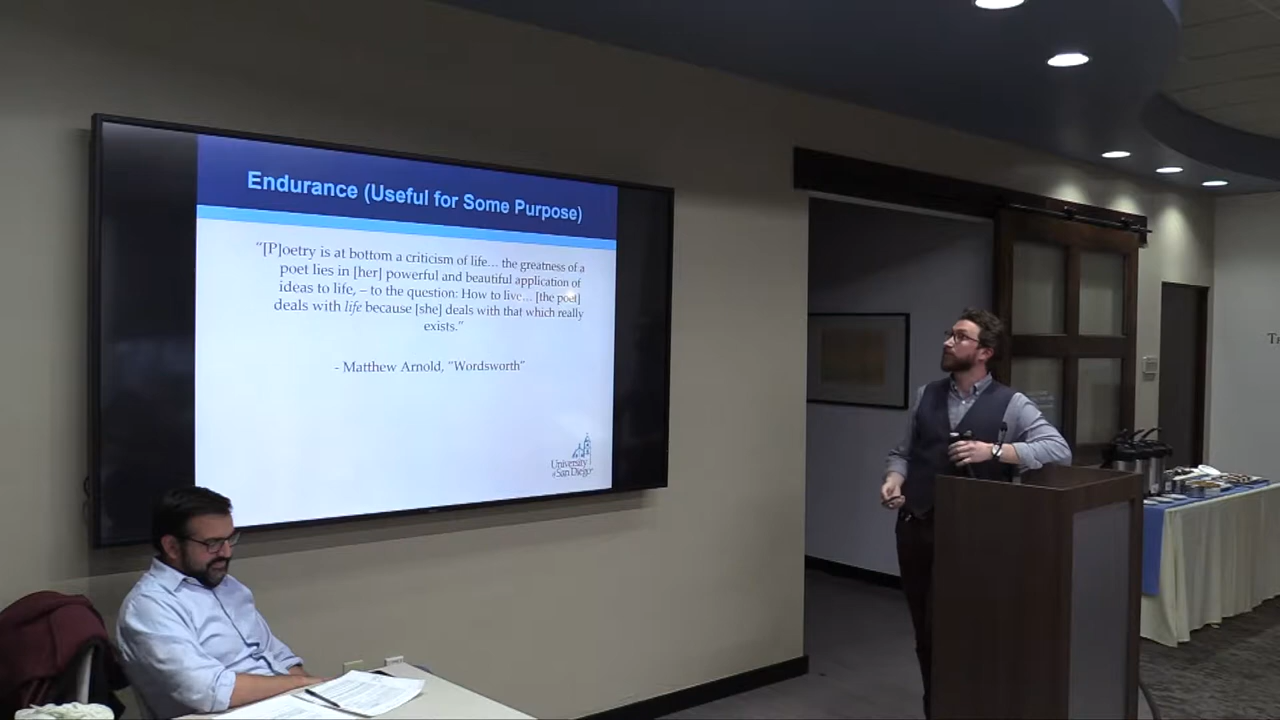 Endurance (Useful for Some Purpose)
"[P]oetry is at bottom a criticism of life… the greatness of a
poet lies in [her] powerful and beautiful application of
ideas to life, – to the question: How to live… [the poet]
deals with life because [she] deals with that which really
exists."
- Matthew Arnold, "Wordsworth"
University
of San Diego